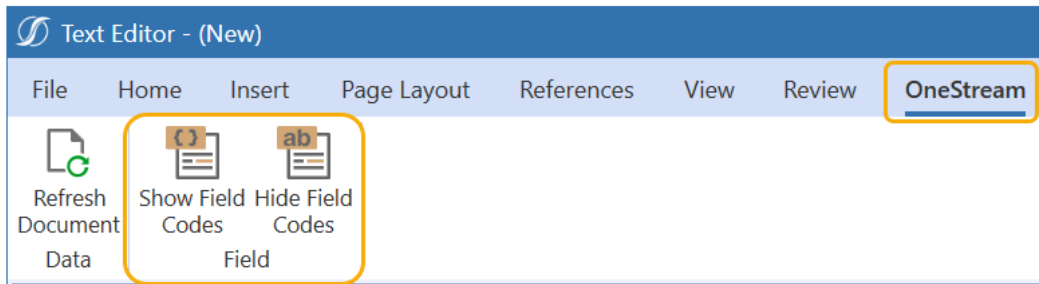 Text Editor - (New)
File Home Insert Page Layout References View Review OneStream
{ } ab
Refresh Document Show Field Codes Hide Field Codes
Data Field